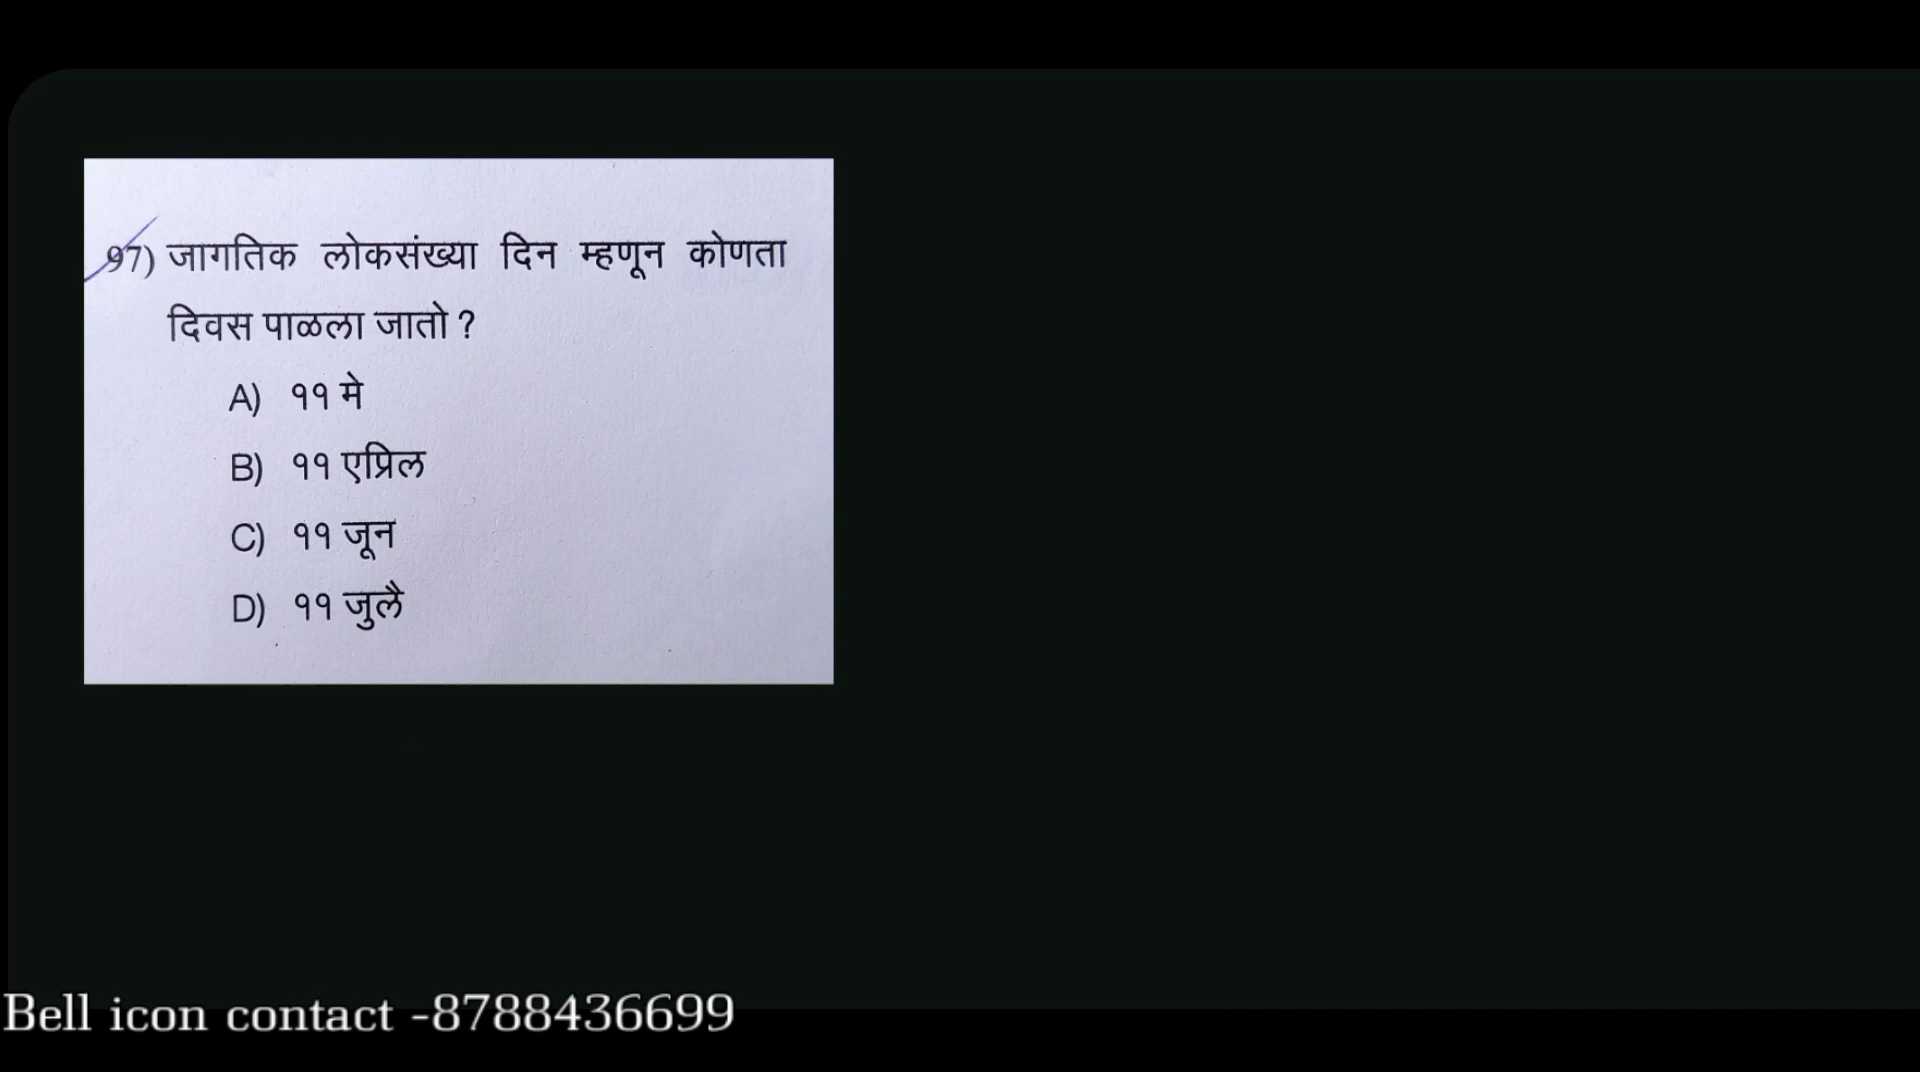 97) जागतिक लोकसंख्या दिन म्हणून कोणता
दिवस पाळला जातो ?
A) ११ मे
B) ११ एप्रिल
C) ११ जून
D) ११ जुलै
Bell icon contact -8788436699